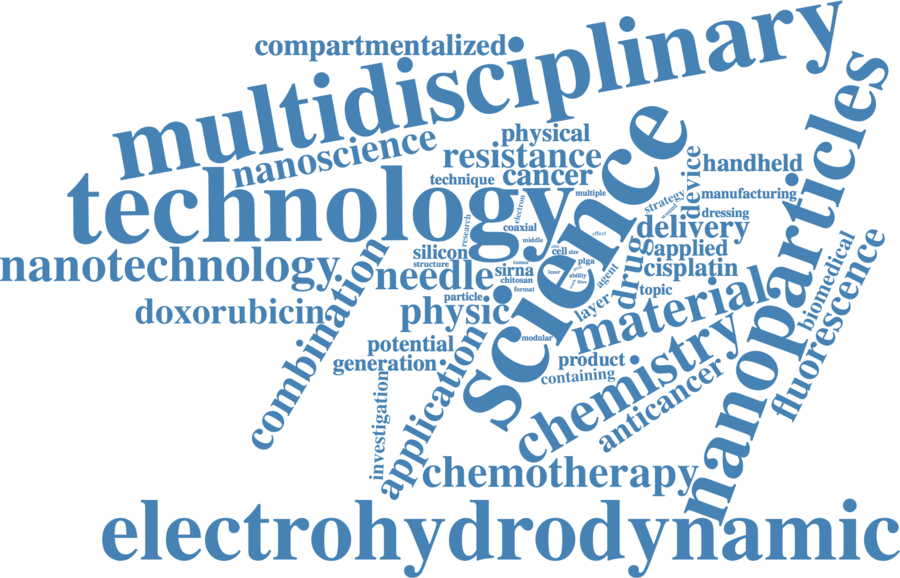 compartmentalized
multidisciplinary
nanoscience
physical
resistance
technique
cancer
technology
science
nanoparticles
handheld
device
manufacturing
strategy
wound
dressing
multiple
electron
research
coaxial
middle
effect
delivery
applied
cisplatin
drug
topic
silicon
structure
needle
sirna
chitosan
format
tumor
cell
size
plga
inner
ability
fibre
agent
layer
nanotechnology
doxorubicin
combination
particle
physic
material
biomedical
fluorescence
potential
generation
modular
product
containing
chemistry
anticancer
investigation
application
chemotherapy
electrohydrodynamic